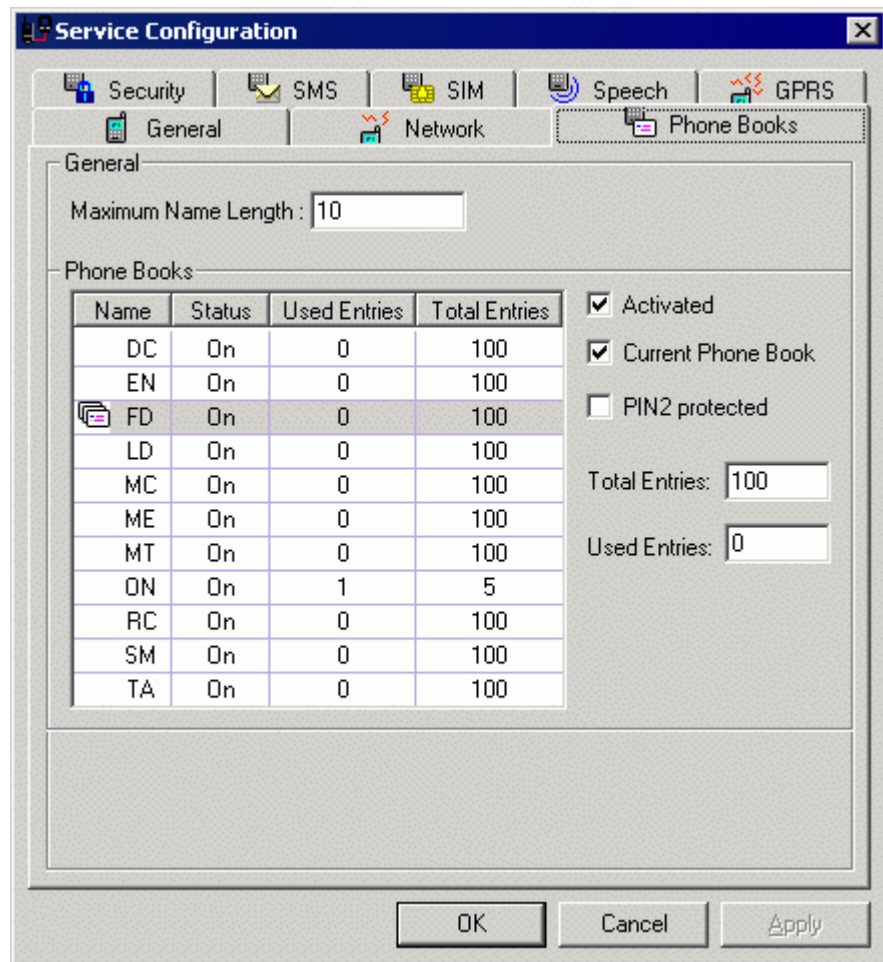 Service Configuration
Security SMS SIM Speech GPRS
General Network Phone Books
General
Maximum Name Length : 10
Phone Books
Name Status Used Entries Total Entries
DC On 0 100
EN On 0 100
FD On 0 100
LD On 0 100
MC On 0 100
ME On 0 100
MT On 0 100
ON On 1 5
RC On 0 100
SM On 0 100
TA On 0 100
Activated
Current Phone Book
PIN2 protected
Total Entries: 100
Used Entries: 0
OK Cancel Apply